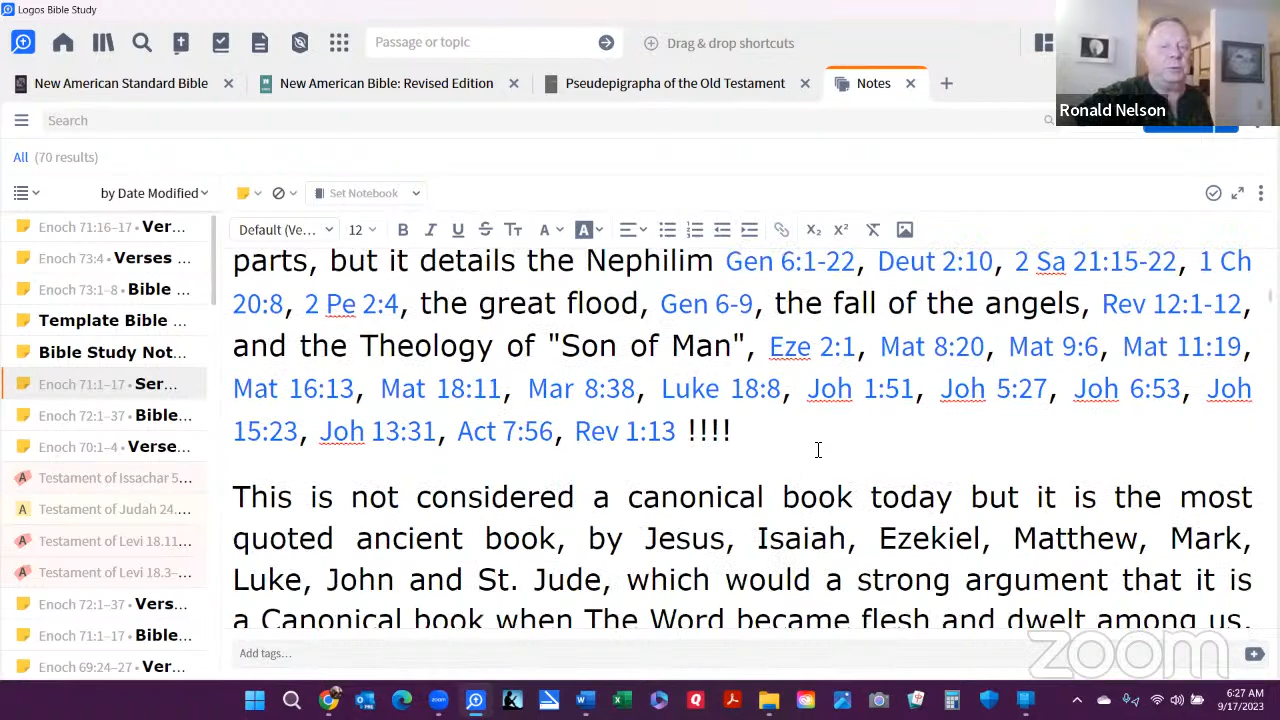 Logos Bible Study
Passage or topic
Drag & drop shortcuts
New American Standard Bible
New American Bible: Revised Edition
Pseudepigrapha of the Old Testament
Notes
Ronald Nelson
Search
All (70 results)
by Date Modified
Set Notebook
Default (Ve...
12
Enoch 71:16–17 • Ver...
Enoch 73:4 • Verses ...
Enoch 73:1–8 • Bible ...
Template Bible
Bible Study Not...
Enoch 71:1–17 • Ser...
Enoch 72:1–37 • Bible...
Enoch 70:1–4 • Verse...
Testament of Issachar 5...
Testament of Judah 24...
Testament of Levi 18.11...
Testament of Levi 18.3–...
Enoch 72:1–37 • Vers...
Enoch 71:1–17 • Bible...
Enoch 69:24–27 • Ver...
parts, but it details the Nephilim Gen 6:1-22, Deut 2:10, 2 Sa 21:15-22, 1 Ch
20:8, 2 Pe 2:4, the great flood, Gen 6-9, the fall of the angels, Rev 12:1-12,
and the Theology of "Son of Man", Eze 2:1, Mat 8:20, Mat 9:6, Mat 11:19,
Mat 16:13, Mat 18:11, Mar 8:38, Luke 18:8, Joh 1:51, Joh 5:27, Joh 6:53, Joh
15:23, Joh 13:31, Act 7:56, Rev 1:13 !!!!
This is not considered a canonical book today but it is the most
quoted ancient book, by Jesus, Isaiah, Ezekiel, Matthew, Mark,
Luke, John and St. Jude, which would a strong argument that it is
a Canonical book when The Word became flesh and dwelt among us.
Add tags...
zoom
6:27 AM
9/17/2023